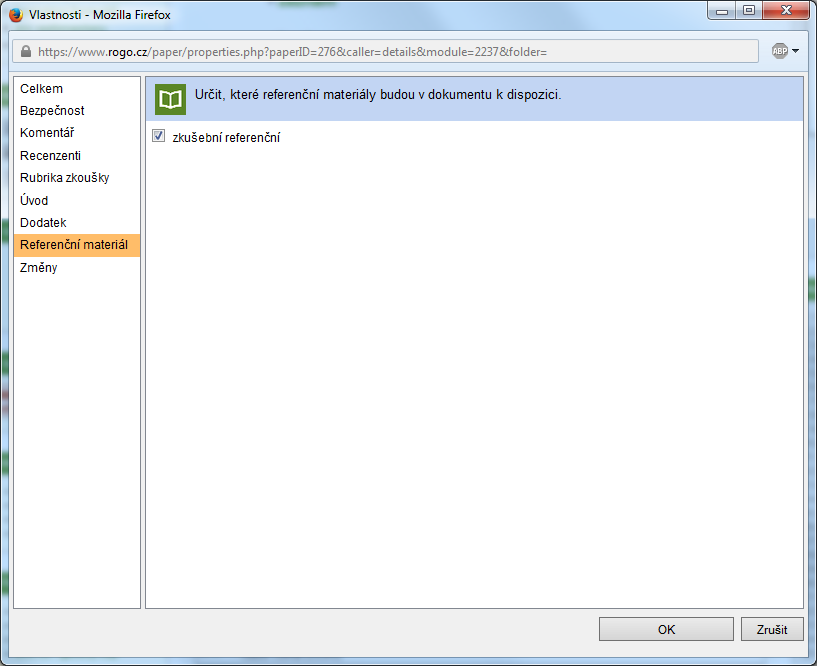 Vlastnosti - Mozilla Firefox
https://www.rogo.cz/paper/properties.php?paperID=276&caller=details&module=2237&folder=
ABP
Celkem
Bezpečnost
Komentář
Recenzenti
Rubrika zkoušky
Úvod
Dodatek
Referenční materiál
Změny
Určit, které referenční materiály budou v dokumentu k dispozici.
zkušební referenční
OK
Zrušit